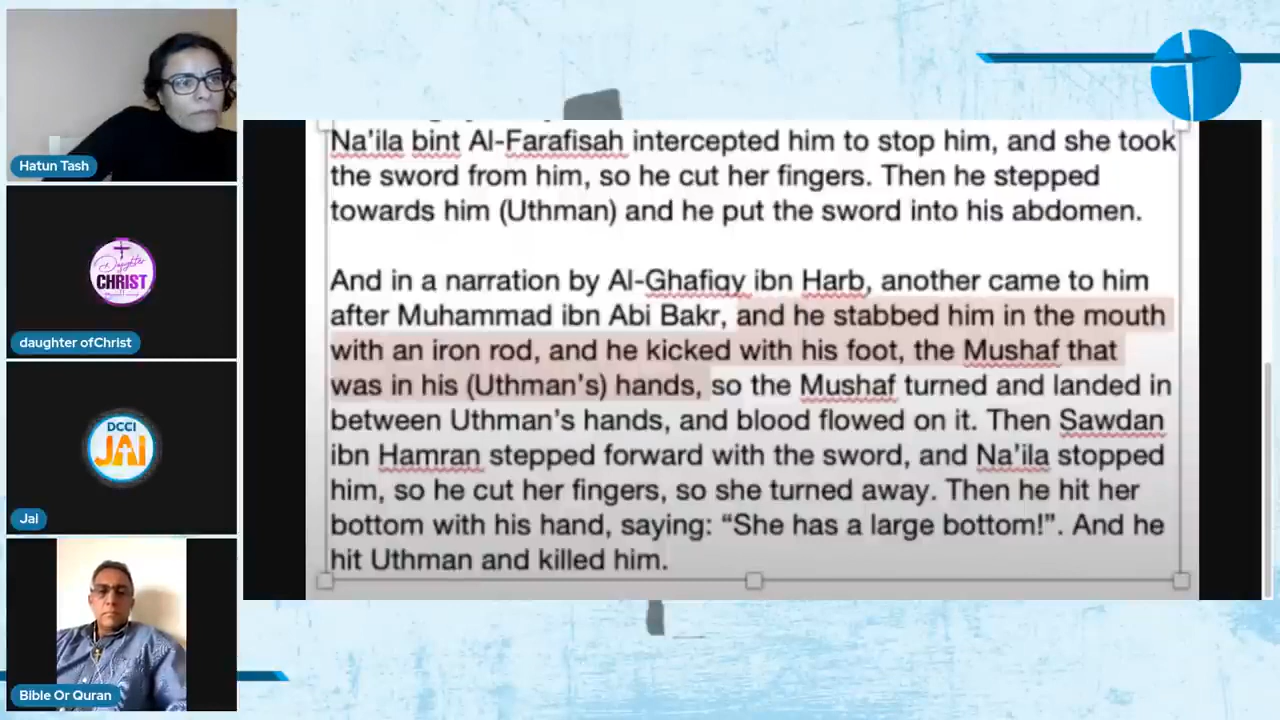 Hatun Tash
Daughter
of
CHRIST
daughter ofChrist
DCCI
JAI
Jai
Bible Or Quran
Na’ila bint Al-Farafisah intercepted him to stop him, and she took
the sword from him, so he cut her fingers. Then he stepped
towards him (Uthman) and he put the sword into his abdomen.
And in a narration by Al-Ghafiqy ibn Harb, another came to him
after Muhammad ibn Abi Bakr, and he stabbed him in the mouth
with an iron rod, and he kicked with his foot, the Mushaf that
was in his (Uthman’s) hands, so the Mushaf turned and landed in
between Uthman’s hands, and blood flowed on it. Then Sawdan
ibn Hamran stepped forward with the sword, and Na’ila stopped
him, so he cut her fingers, so she turned away. Then he hit her
bottom with his hand, saying: “She has a large bottom!”. And he
hit Uthman and killed him.